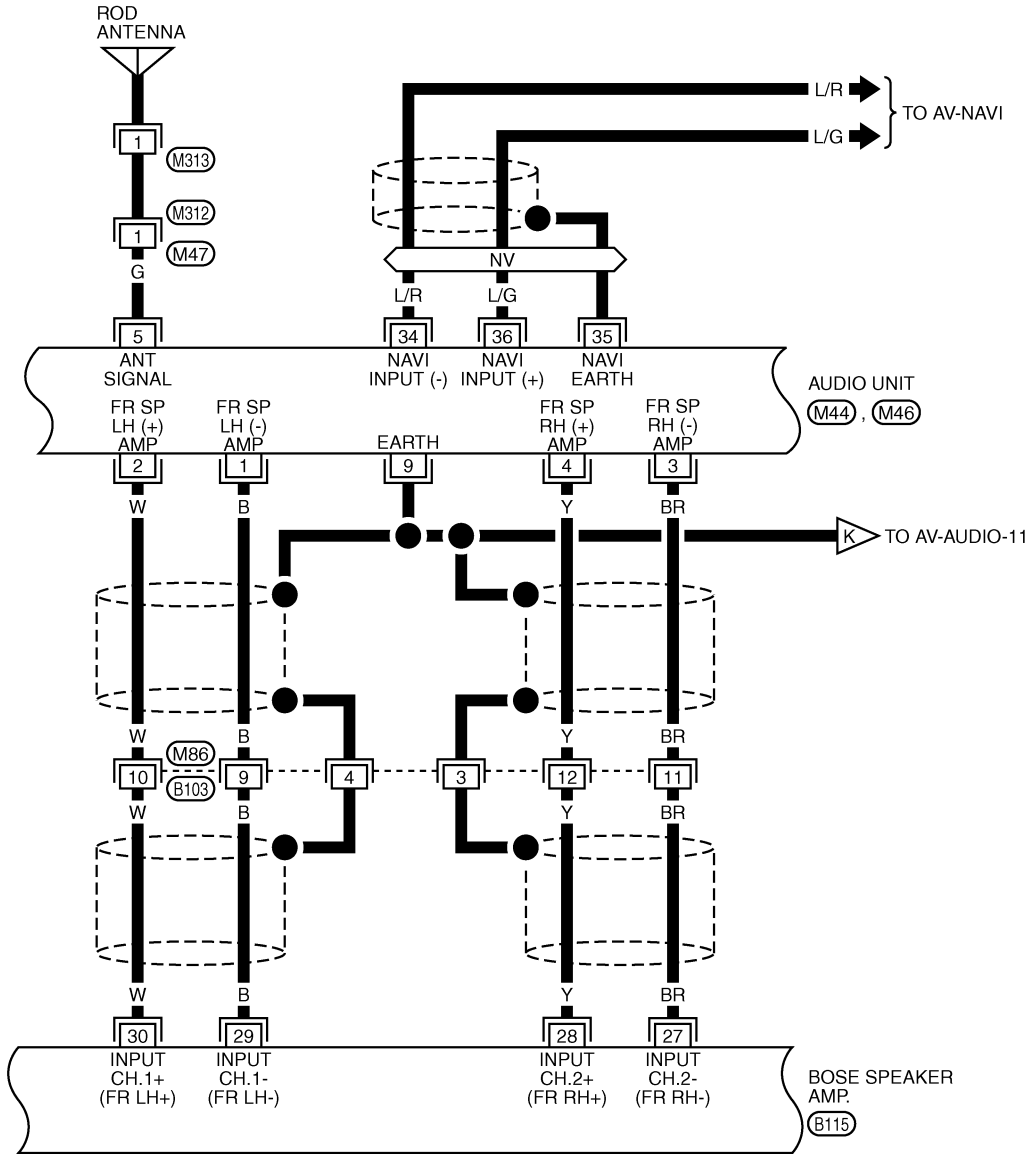 ROD
ANTENNA
L/R
TO AV-NAVI
L/G
1
M313
M312
1
M47
G
NV
L/R
L/G
5
34
36
35
ANT
SIGNAL
NAVI
INPUT (-)
NAVI
INPUT (+)
NAVI
EARTH
AUDIO UNIT
M44 , M46
FR SP
LH (+)
AMP
FR SP
LH (-)
AMP
EARTH
FR SP
RH (+)
AMP
FR SP
RH (-)
AMP
2
1
9
4
3
W
B
Y
BR
K
TO AV-AUDIO-11
W
B
Y
BR
M86
10
9
4
3
12
11
B103
W
B
Y
BR
W
B
Y
BR
30
29
28
27
INPUT
CH.1+
(FR LH+)
INPUT
CH.1-
(FR LH-)
INPUT
CH.2+
(FR RH+)
INPUT
CH.2-
(FR RH-)
BOSE SPEAKER
AMP.
B115